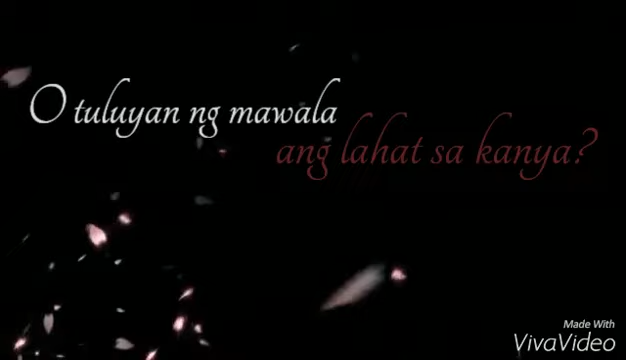 O tuluyan ng mawala
ang lahat sa kanya?
Made With
VivaVideo